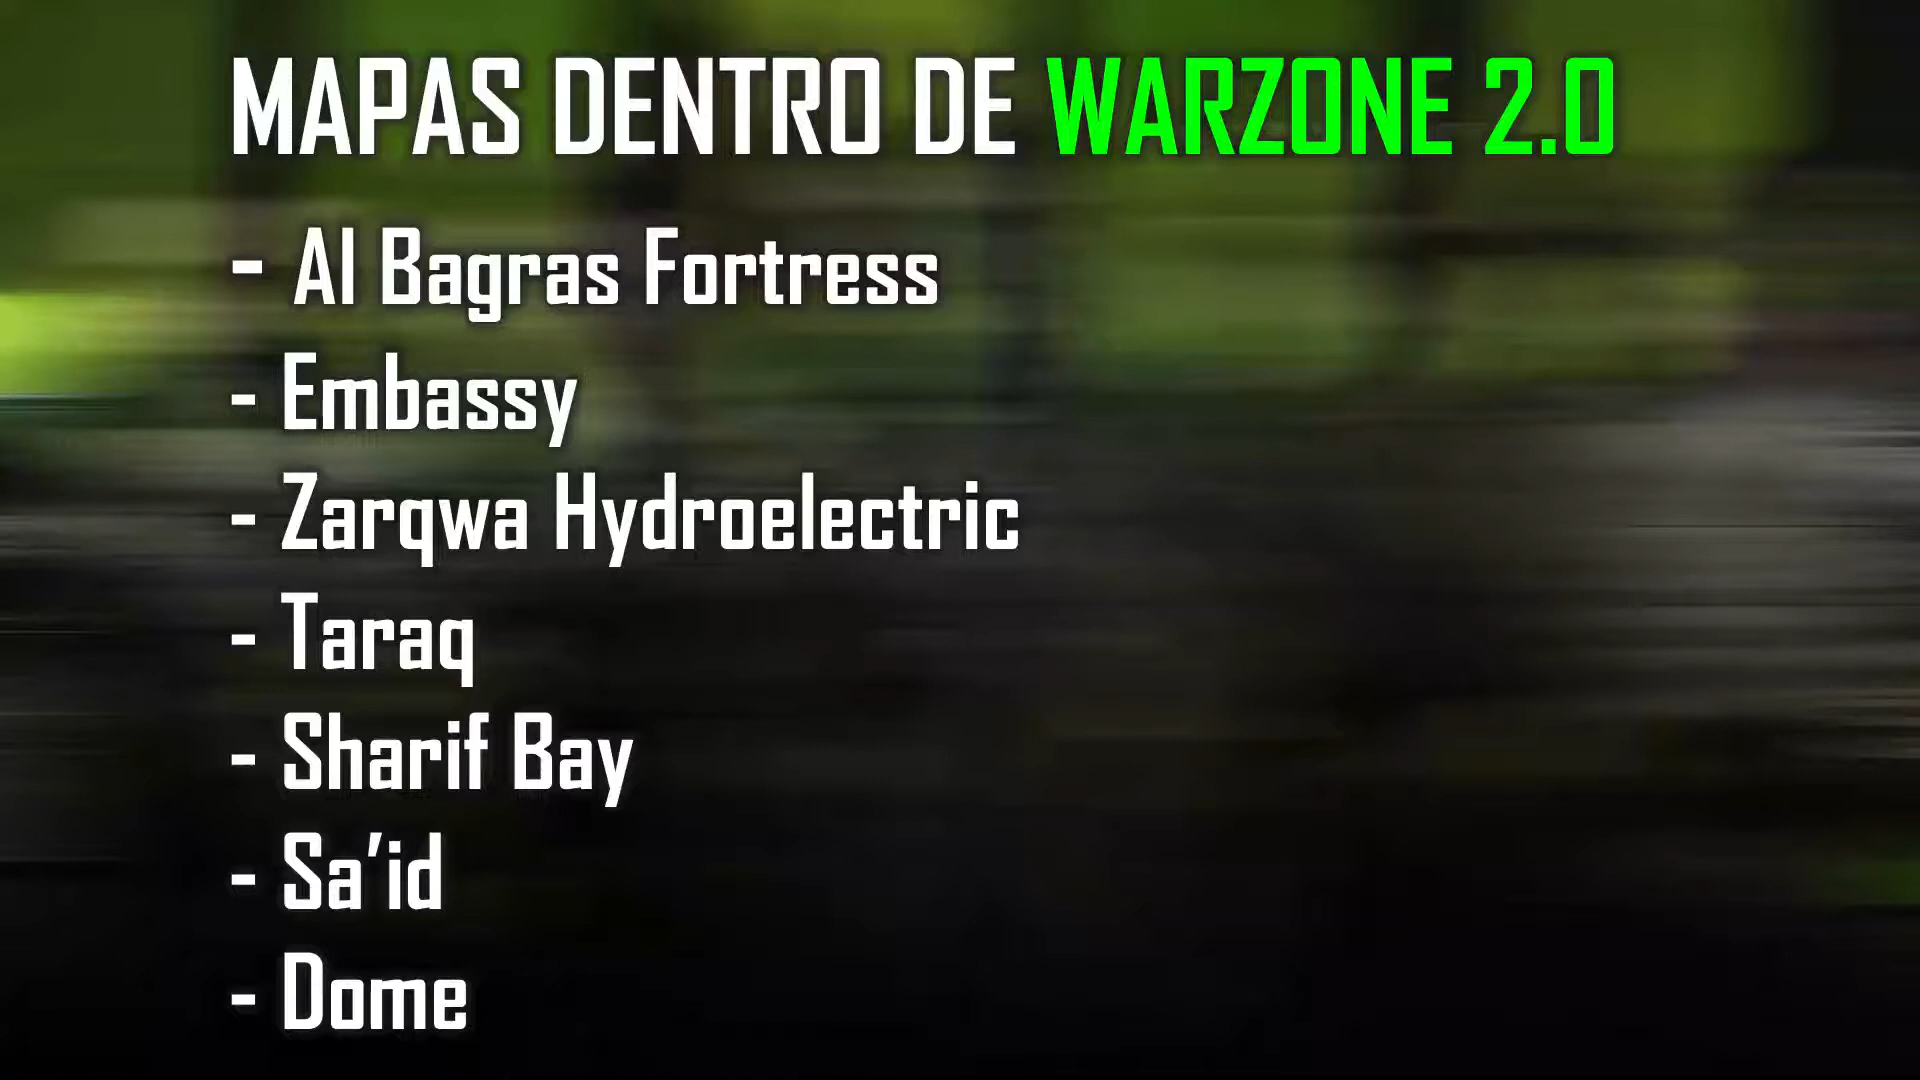 MAPAS DENTRO DE WARZONE 2.0
- Al Bagras Fortress
- Embassy
- Zarqwa Hydroelectric
- Taraq
- Sharif Bay
- Sa’id
- Dome